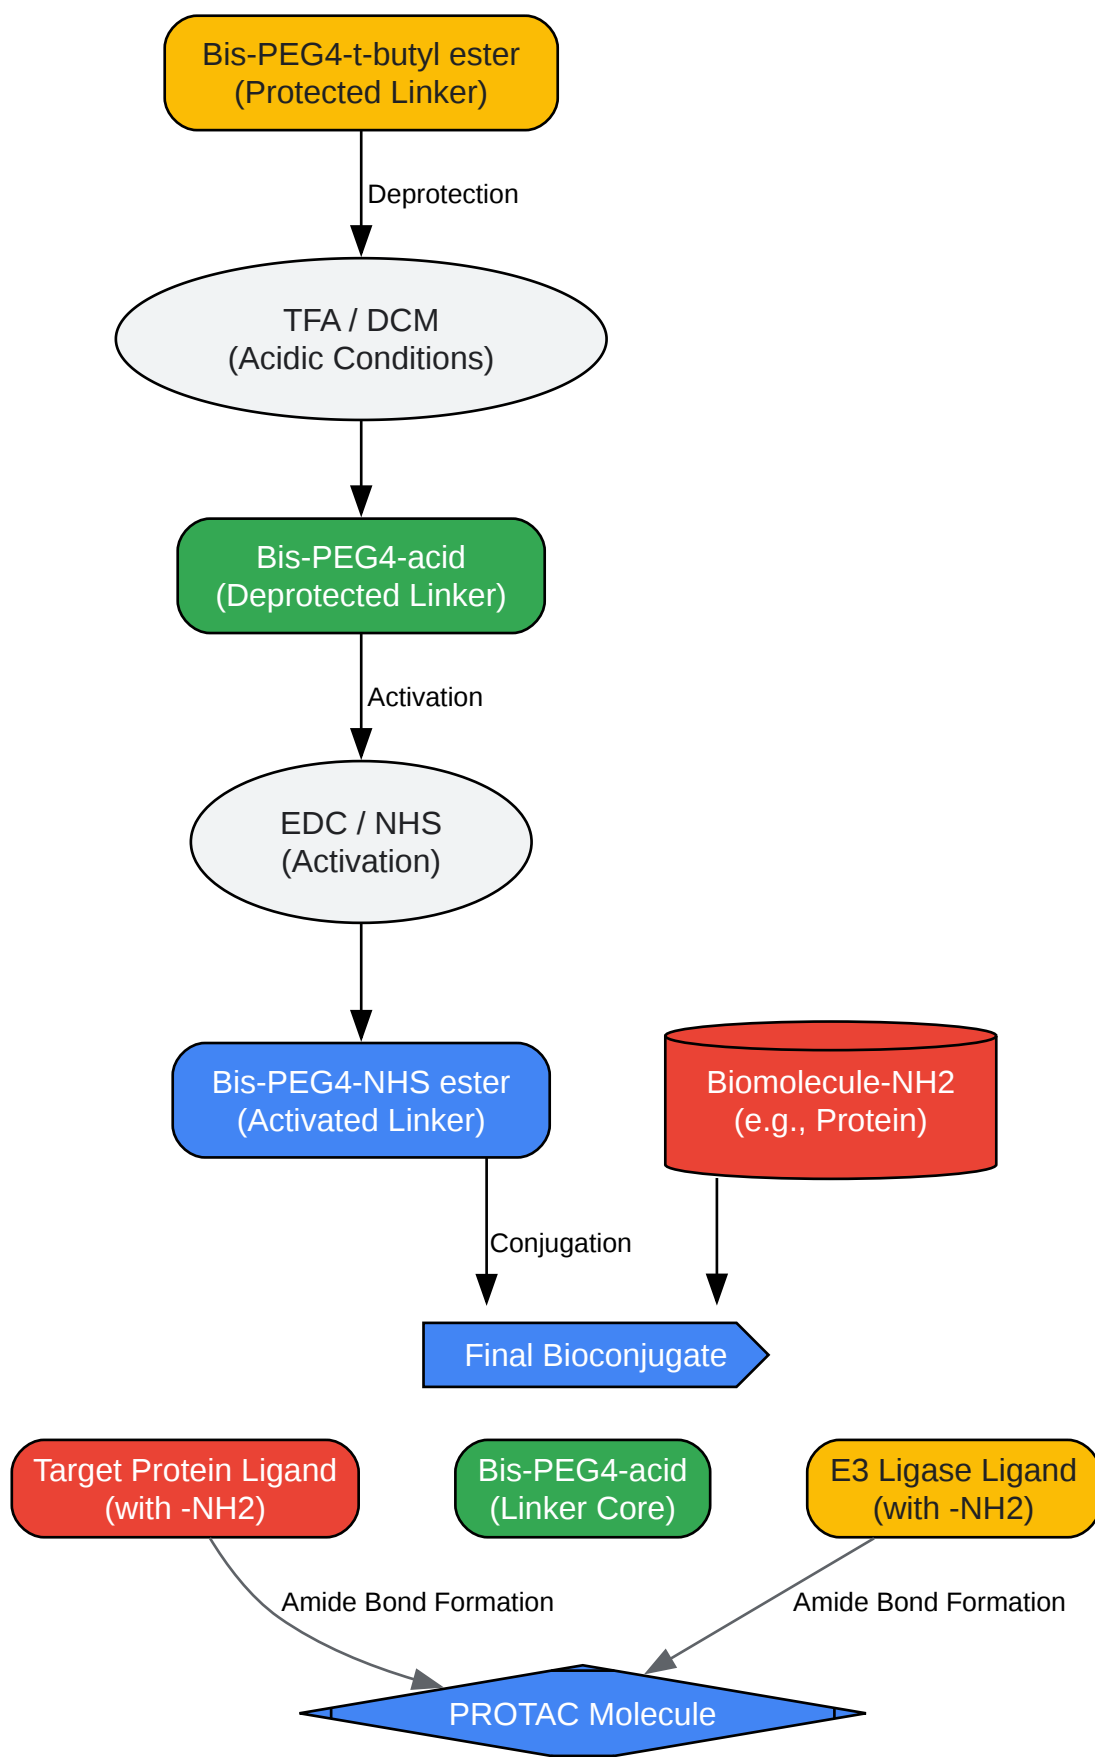 Bis-PEG4-t-butyl ester
(Protected Linker)
Deprotection
TFA / DCM
(Acidic Conditions)
Bis-PEG4-acid
(Deprotected Linker)
Activation
EDC / NHS
(Activation)
Bis-PEG4-NHS ester
(Activated Linker)
Biomolecule-NH2
(e.g., Protein)
Conjugation
Final Bioconjugate
Target Protein Ligand
(with -NH2)
Bis-PEG4-acid
(Linker Core)
E3 Ligase Ligand
(with -NH2)
Amide Bond Formation
Amide Bond Formation
PROTAC Molecule